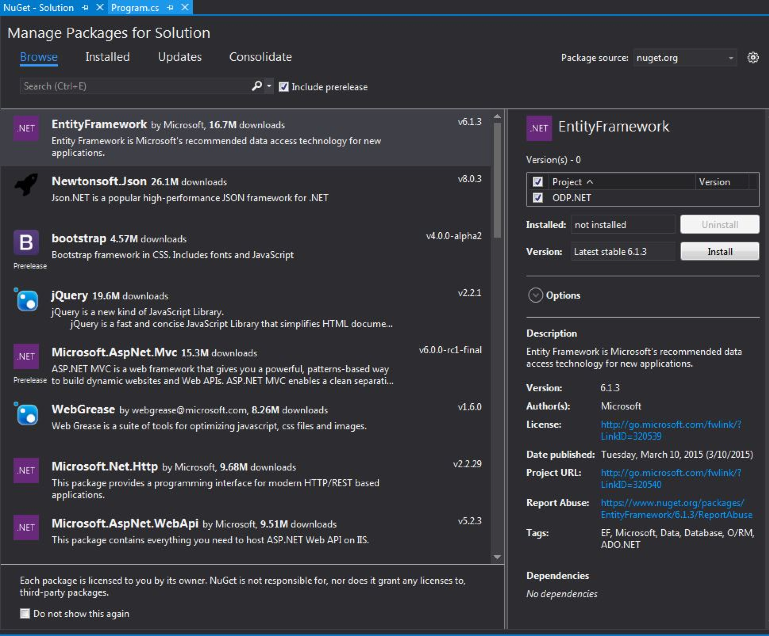 NuGet - Solution
Program.cs
Manage Packages for Solution
Browse Installed Updates Consolidate
Package source: nuget.org
Search (Ctrl+E)
Include prerelease
.NET
EntityFramework by Microsoft, 16.7M downloads v6.1.3
Entity Framework is Microsoft's recommended data access technology for new
applications.
Newtonsoft.Json 26.1M downloads v8.0.3
Json.NET is a popular high-performance JSON framework for .NET
B
Prerelease
bootstrap 4.57M downloads v4.0.0-alpha2
Bootstrap framework in CSS. Includes fonts and JavaScript
jQuery 19.6M downloads v2.2.1
jQuery is a new kind of JavaScript Library.
jQuery is a fast and concise JavaScript Library that simplifies HTML docume...
.NET
Prerelease
Microsoft.AspNet.Mvc 15.3M downloads v6.0.0-rc1-final
ASP.NET MVC is a web framework that gives you a powerful, patterns-based way
to build dynamic websites and Web APIs. ASP.NET MVC enables a clean separati...
WebGrease by webgrease@microsoft.com, 8.26M downloads v1.6.0
Web Grease is a suite of tools for optimizing javascript, css files and images.
.NET
Microsoft.Net.Http by Microsoft, 9.68M downloads v2.2.29
This package provides a programming interface for modern HTTP/REST based
applications.
.NET
Microsoft.AspNet.WebApi by Microsoft, 9.51M downloads v5.2.3
This package contains everything you need to host ASP.NET Web API on IIS.
Each package is licensed to you by its owner. NuGet is not responsible for, nor does it grant any licenses to,
third-party packages.
Do not show this again
.NET
EntityFramework
Version(s) - 0
Project Version
ODP.NET
Installed: not installed Uninstall
Version: Latest stable 6.1.3 Install
Options
Description
Entity Framework is Microsoft's recommended data
access technology for new applications.
Version: 6.1.3
Author(s): Microsoft
License: http://go.microsoft.com/fwlink/?
LinkID=320539
Date published: Tuesday, March 10, 2015 (3/10/2015)
Project URL: http://go.microsoft.com/fwlink/?
LinkID=320540
Report Abuse: https://www.nuget.org/packages/
EntityFramework/6.1.3/ReportAbuse
Tags: EF, Microsoft, Data, Database, O/RM,
ADO.NET
Dependencies
No dependencies